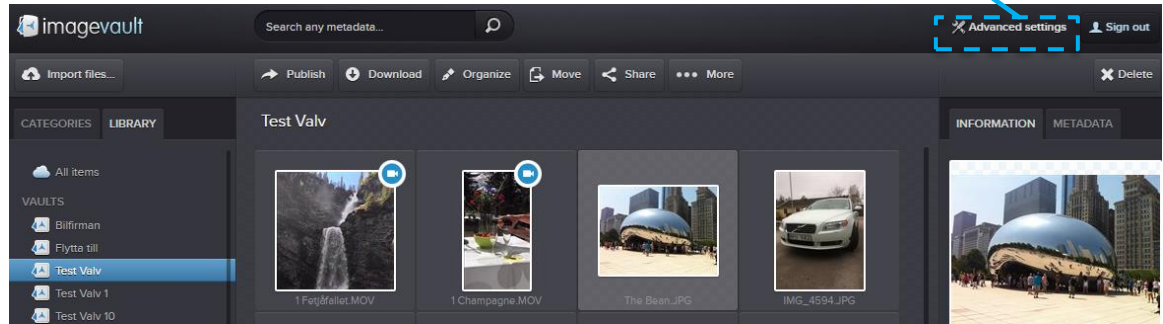 imagevault
Search any metadata...
Advanced settings
Sign out
Import files...
Publish
Download
Organize
Move
Share
More
Delete
CATEGORIES
LIBRARY
Test Valv
INFORMATION
METADATA
All items
VAULTS
Bilfirman
Flytta till
Test Valv
Test Valv 1
Test Valv 10
1 Fetjåfallet.MOV
1 Champagne.MOV
The Bean.JPG
IMG_4594.JPG